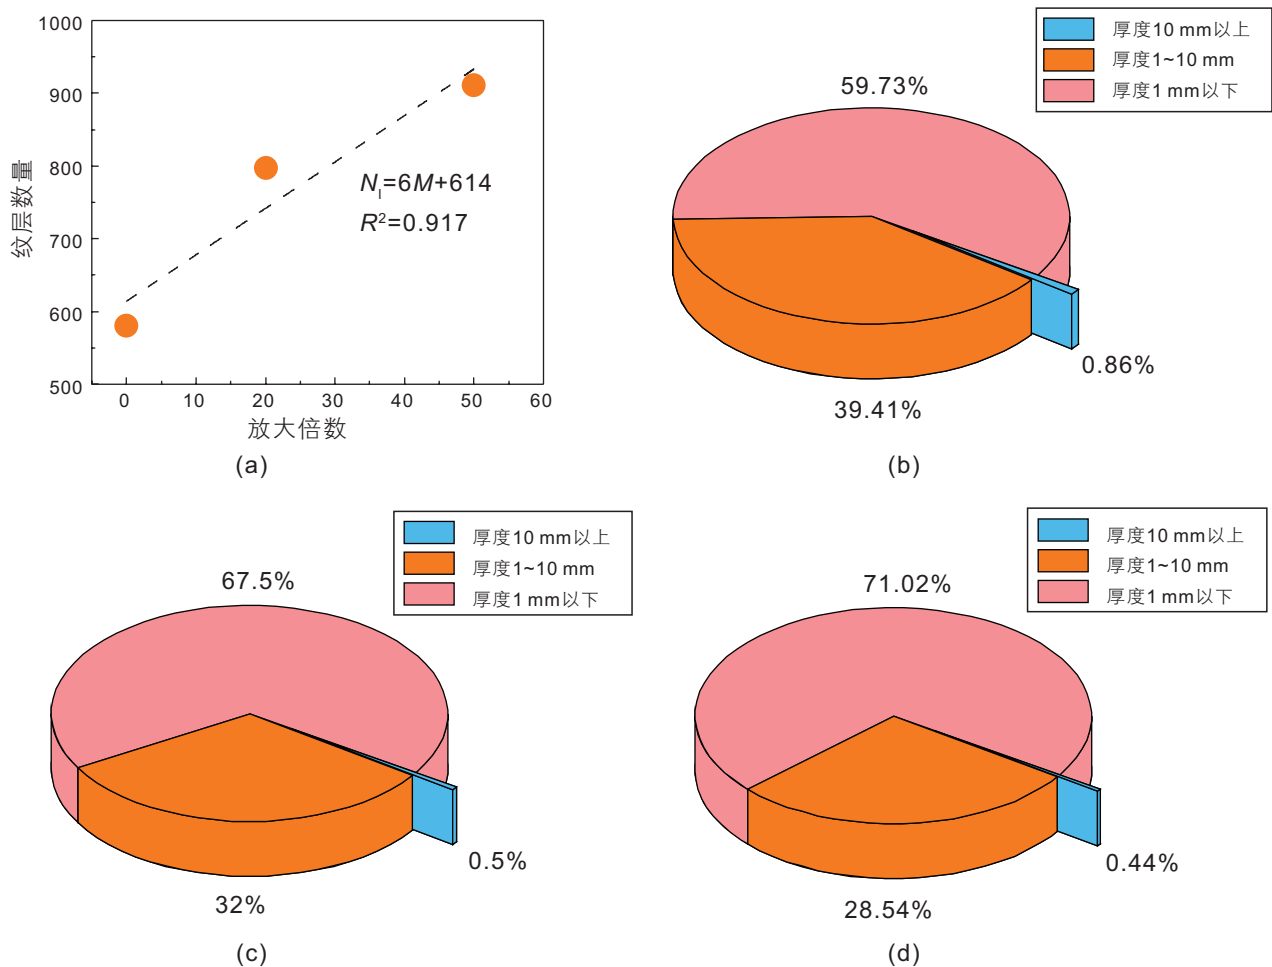 1000
900
800
700
600
500
纹层数量
N_l=6M+614
R²=0.917
0 10 20 30 40 50 60
放大倍数
(a)
厚度10 mm以上
厚度1~10 mm
厚度1 mm以下
59.73%
0.86%
39.41%
(b)
厚度10 mm以上
厚度1~10 mm
厚度1 mm以下
67.5%
0.5%
32%
(c)
厚度10 mm以上
厚度1~10 mm
厚度1 mm以下
71.02%
0.44%
28.54%
(d)